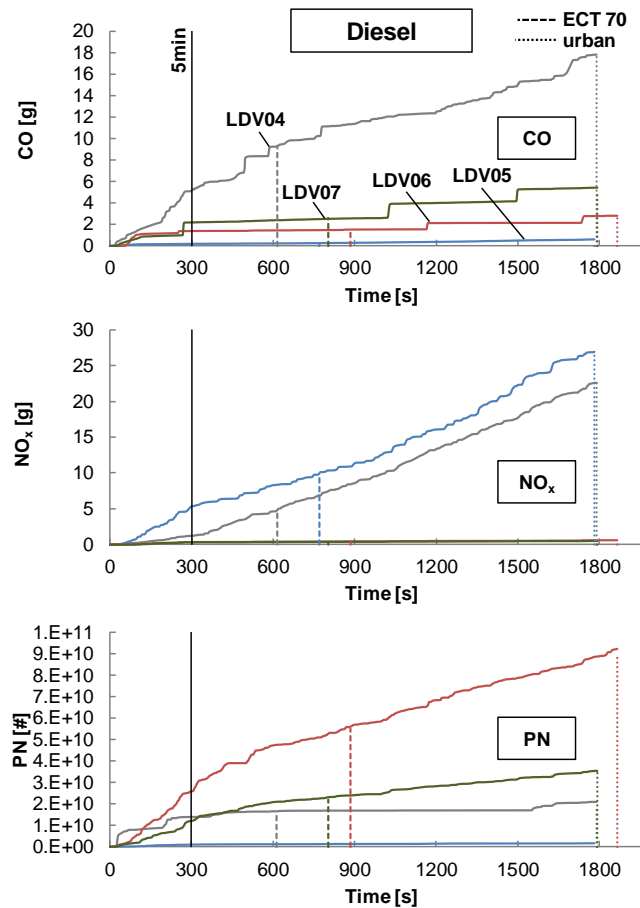 Diesel
ECT 70
urban
5min
CO [g]
20
18
16
14
12
10
8
6
4
2
0
LDV04
LDV07
LDV06
LDV05
CO
0 300 600 900 1200 1500 1800
Time [s]
NOx [g]
30
25
20
15
10
5
0
NOx
0 300 600 900 1200 1500 1800
Time [s]
PN [#]
1.E+11
9.E+10
8.E+10
7.E+10
6.E+10
5.E+10
4.E+10
3.E+10
2.E+10
1.E+10
0.E+00
PN
0 300 600 900 1200 1500 1800
Time [s]